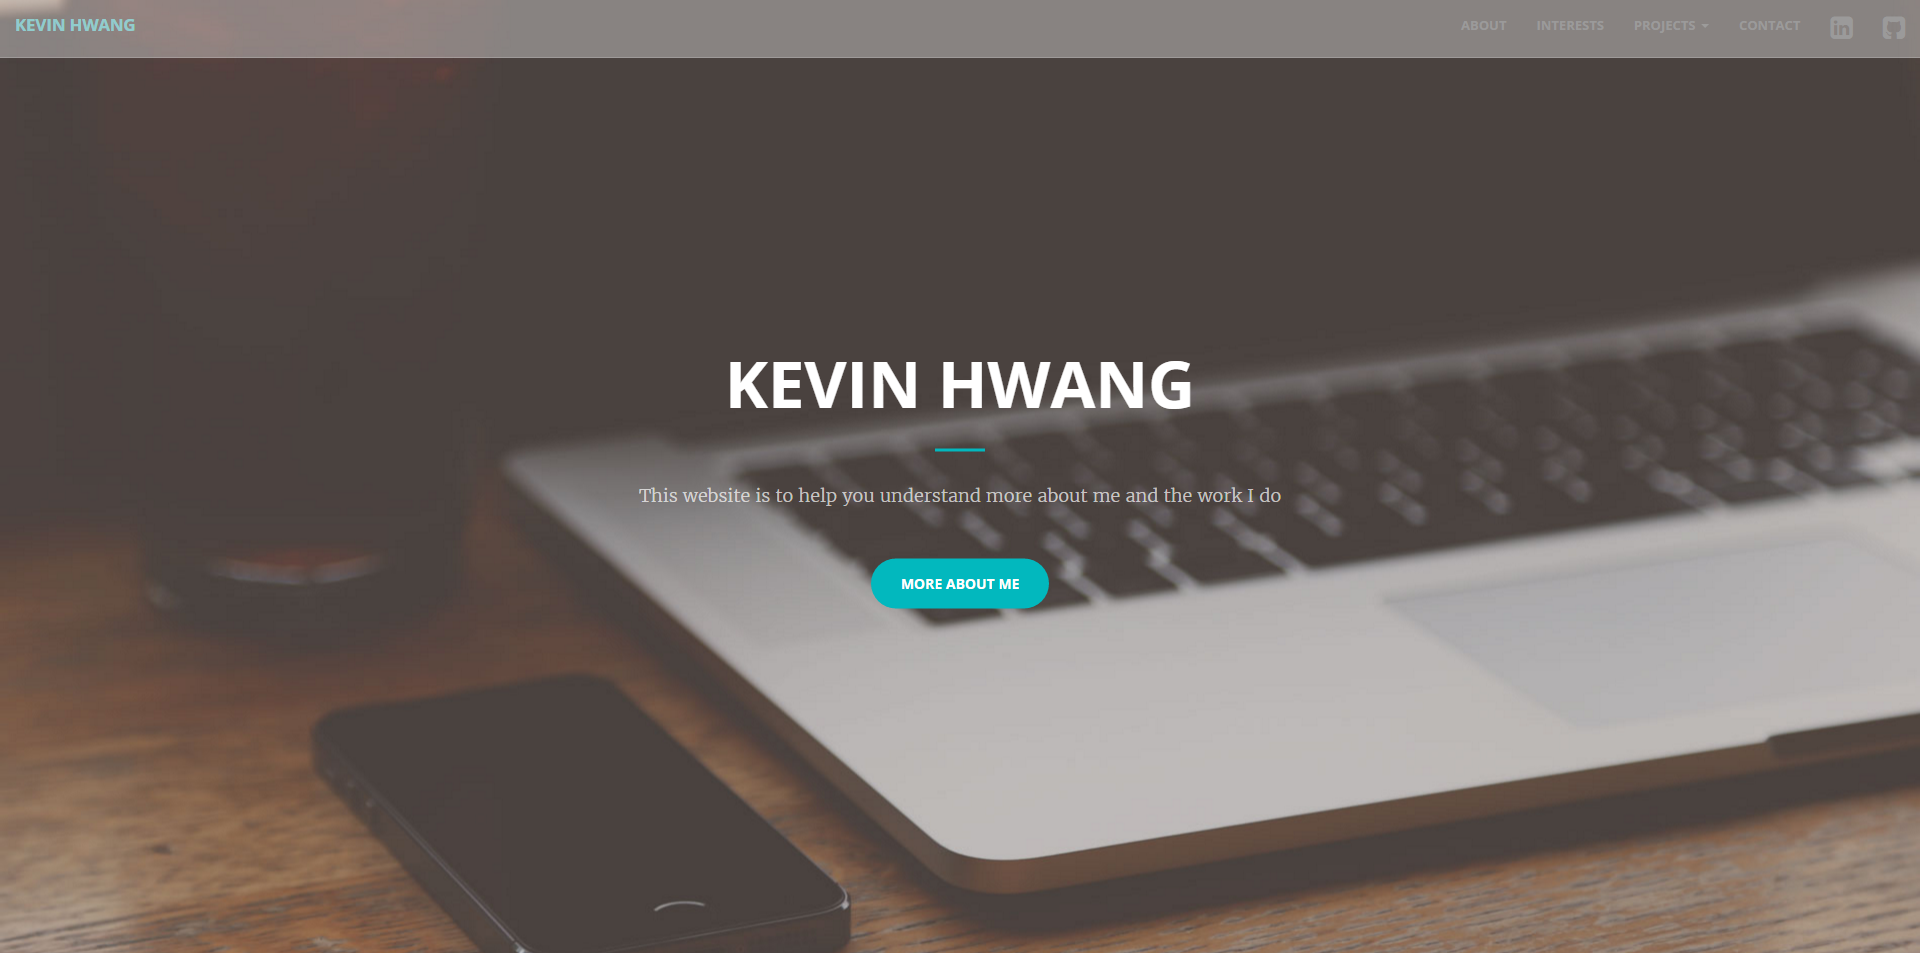 KEVIN HWANG
ABOUT INTERESTS PROJECTS CONTACT in
KEVIN HWANG
This website is to help you understand more about me and the work I do
MORE ABOUT ME